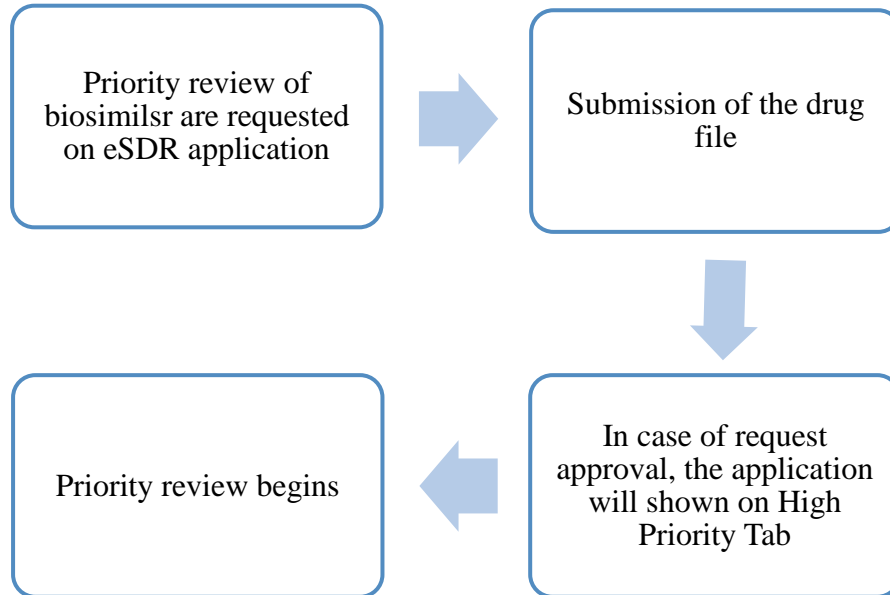 Priority review of
biosimilsr are requested
on eSDR application
Submission of the drug
file
In case of request
approval, the application
will shown on High
Priority Tab
Priority review begins